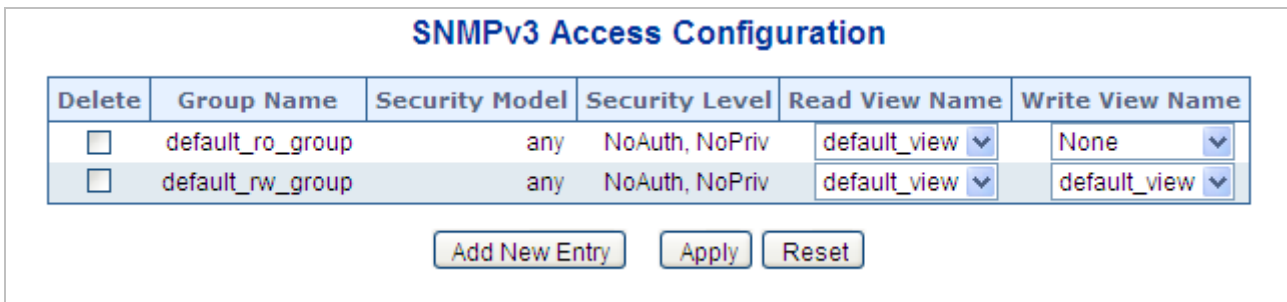 SNMPv3 Access Configuration
Delete Group Name Security Model Security Level Read View Name Write View Name
default_ro_group any NoAuth, NoPriv default_view None
default_rw_group any NoAuth, NoPriv default_view default_view
Add New Entry Apply Reset